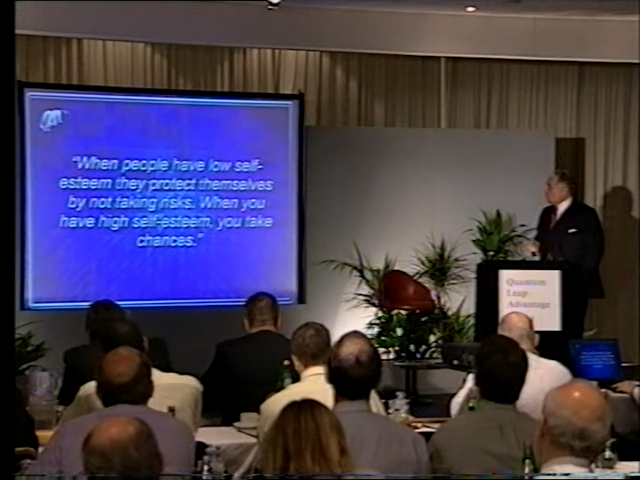 "When people have low self-
esteem they protect themselves
by not taking risks. When you
have high self-esteem, you take
chances."
Quantum
Leap
Advantage